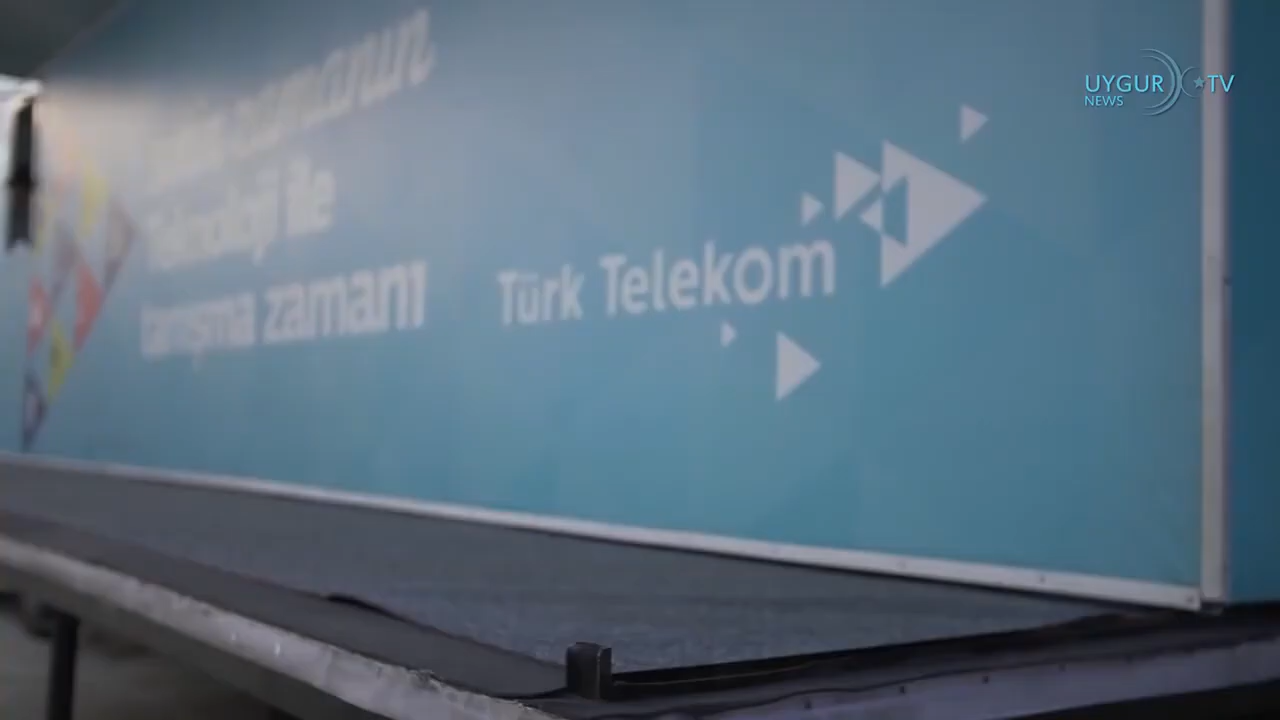 Teknoloji ile
tanışma zamanı
Türk Telekom
UYGUR TV
NEWS